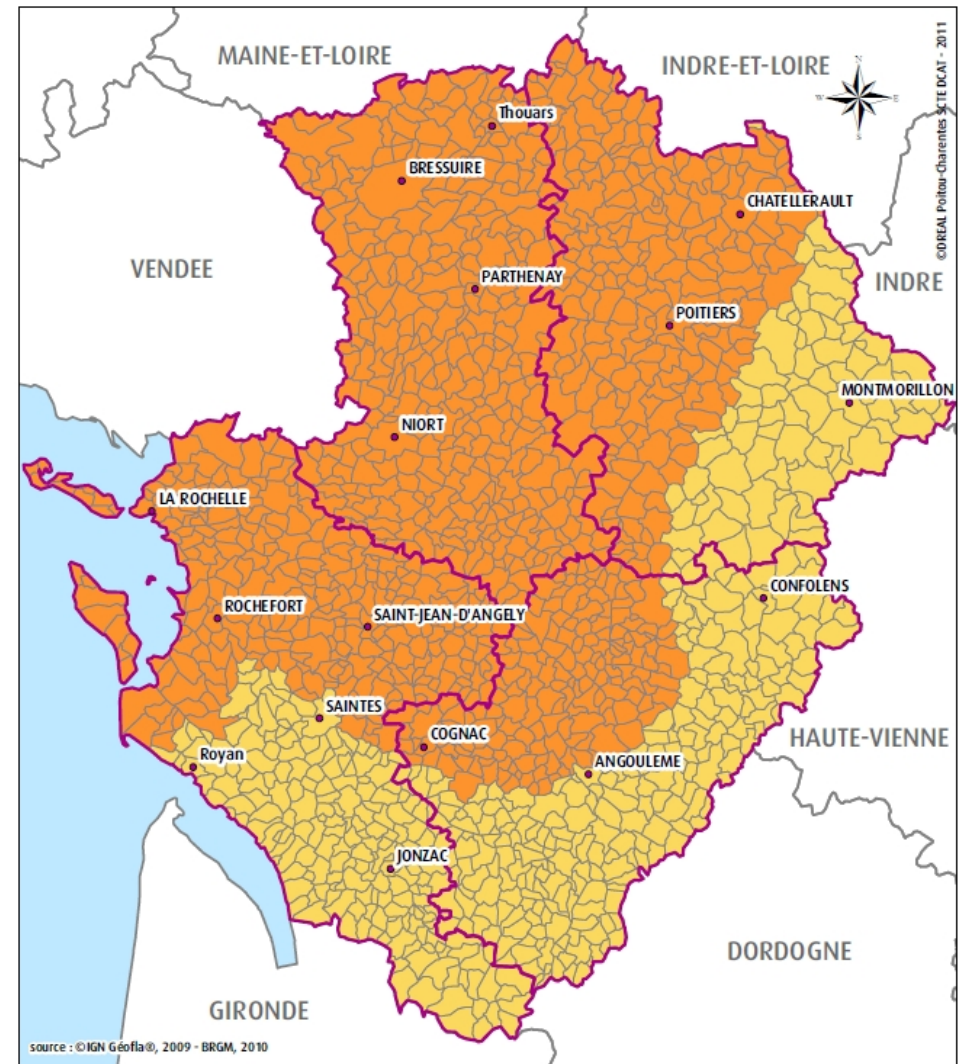 MAINE-ET-LOIRE
INDRE-ET-LOIRE
N
W
E
S
©DREAL Poitou-Charentes SCTE DCAT - 2011
Thouars
BRESSUIRE
CHATELLERAULT
VENDEE
PARTHENAY
INDRE
POITIERS
MONTMORILLON
NIORT
LA ROCHELLE
CONFOLENS
ROCHEFORT
SAINT-JEAN-D'ANGELY
SAINTES
COGNAC
HAUTE-VIENNE
Royan
ANGOULEME
JONZAC
DORDOGNE
GIRONDE
source : ©IGN Géofla®, 2009 - BRGM, 2010